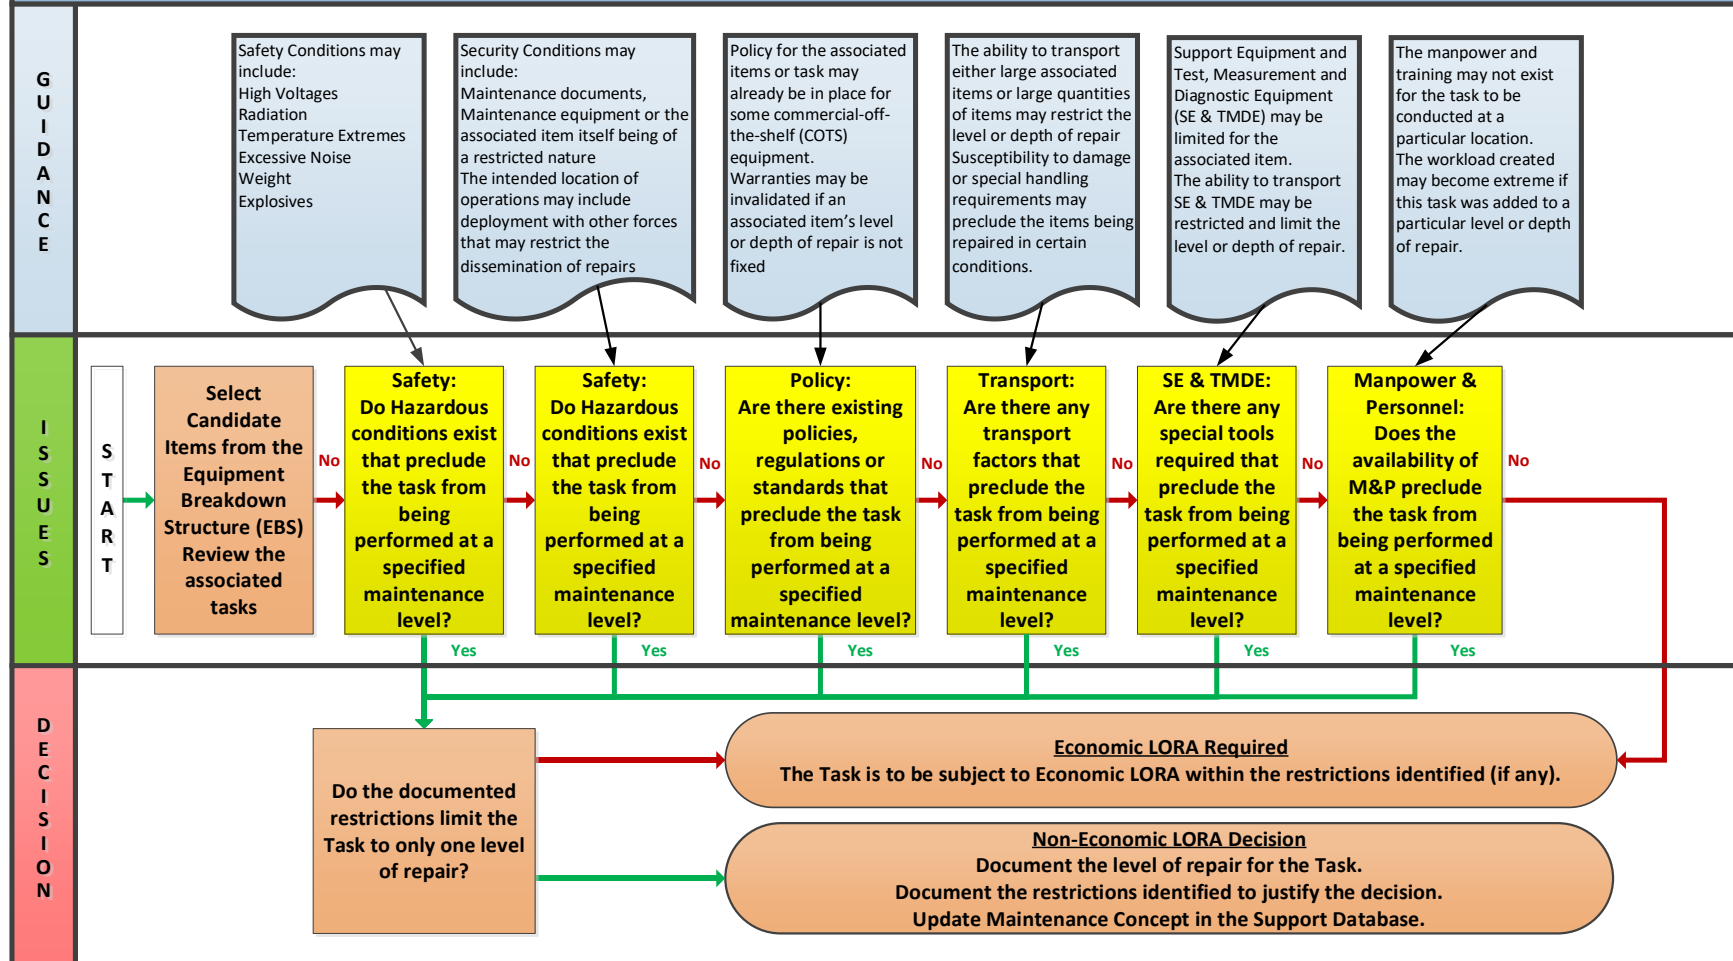 GUIDANCE
Safety Conditions may
include:
High Voltages
Radiation
Temperature Extremes
Excessive Noise
Weight
Explosives
Security Conditions may
include:
Maintenance documents,
Maintenance equipment or the
associated item itself being of
a restricted nature
The intended location of
operations may include
deployment with other forces
that may restrict the
dissemination of repairs
Policy for the associated
items or task may
already be in place for
some commercial-off-
the-shelf (COTS)
equipment.
Warranties may be
invalidated if an
associated item's level
or depth of repair is not
fixed
The ability to transport
either large associated
items or large quantities
of items may restrict the
level or depth of repair
Susceptibility to damage
or special handling
requirements may
preclude the items being
repaired in certain
conditions.
Support Equipment and
Test, Measurement and
Diagnostic Equipment
(SE & TMDE) may be
limited for the
associated item.
The ability to transport
SE & TMDE may be
restricted and limit the
level or depth of repair.
The manpower and
training may not exist
for the task to be
conducted at a
particular location.
The workload created
may become extreme if
this task was added to a
particular level or depth
of repair.
ISSUES
START
Select
Candidate
Items from the
Equipment
Breakdown
Structure (EBS)
Review the
associated
tasks
No
Safety:
Do Hazardous
conditions exist
that preclude
the task from
being
performed at a
specified
maintenance
level?
Yes
No
Safety:
Do Hazardous
conditions exist
that preclude
the task from
being
performed at a
specified
maintenance
level?
Yes
No
Policy:
Are there existing
policies,
regulations or
standards that
preclude the task
from being
performed at a
specified
maintenance level?
Yes
No
Transport:
Are there any
transport
factors that
preclude the
task from being
performed at a
specified
maintenance
level?
Yes
No
SE & TMDE:
Are there any
special tools
required that
preclude the
task from being
performed at a
specified
maintenance
level?
Yes
No
Manpower &
Personnel:
Does the
availability of
M&P preclude
the task from
being performed
at a specified
maintenance
level?
Yes
No
DECISION
Do the documented
restrictions limit the
Task to only one level
of repair?
Economic LORA Required
The Task is to be subject to Economic LORA within the restrictions identified (if any).
Non-Economic LORA Decision
Document the level of repair for the Task.
Document the restrictions identified to justify the decision.
Update Maintenance Concept in the Support Database.